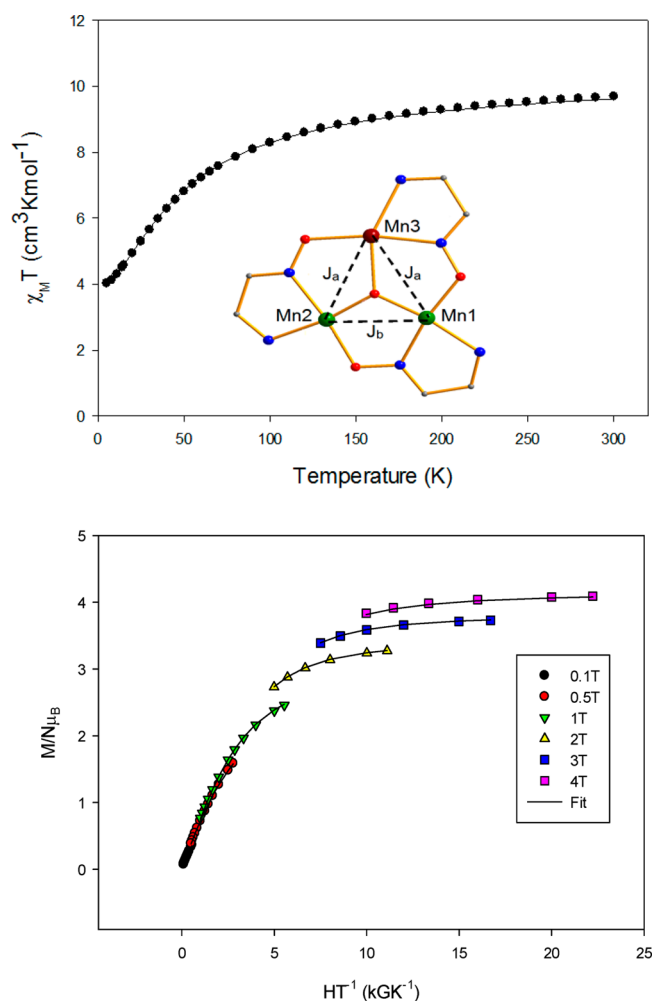 12
10
8
6
4
2
0
χMT (cm³Kmol⁻¹)
Mn3
Ja
Ja
Mn2
Mn1
Jb
0 50 100 150 200 250 300
Temperature (K)
5
4
3
2
1
0
M/NμB
0.1T
0.5T
1T
2T
3T
4T
Fit
0 5 10 15 20 25
HT⁻¹ (kGK⁻¹)